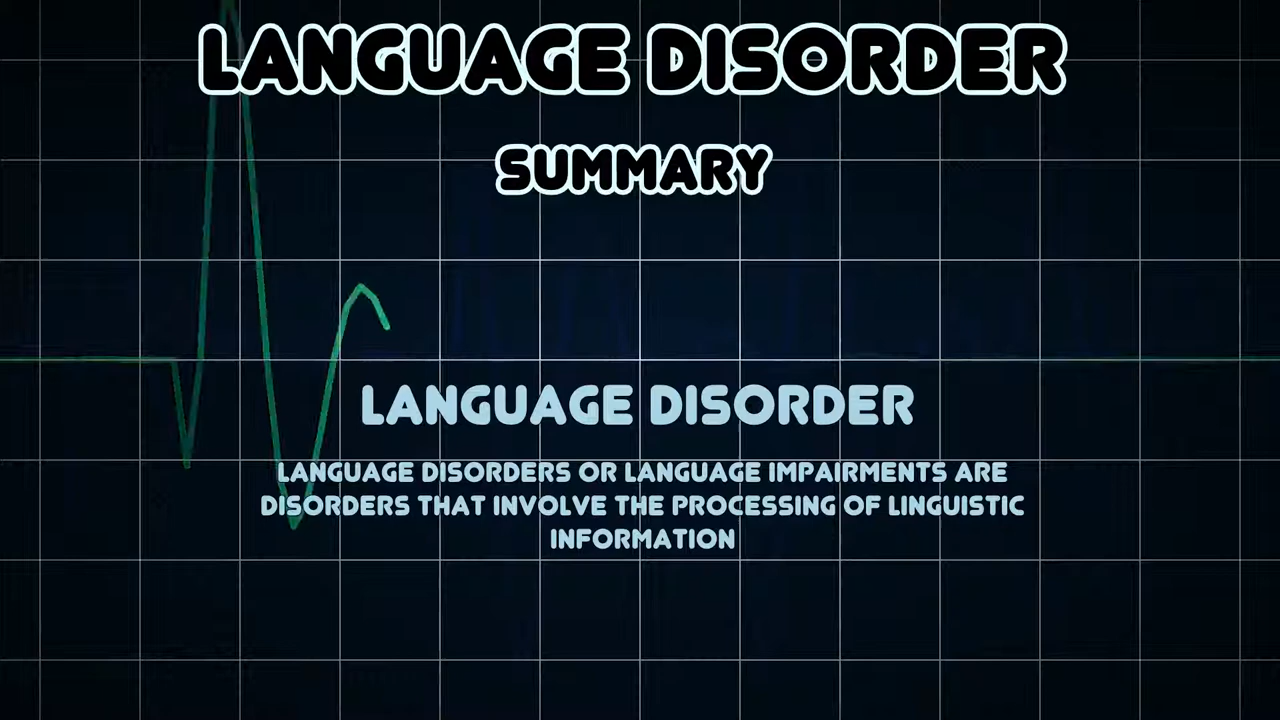 LANGUAGE DISORDER
SUMMARY
LANGUAGE DISORDER
LANGUAGE DISORDERS OR LANGUAGE IMPAIRMENTS ARE
DISORDERS THAT INVOLVE THE PROCESSING OF LINGUISTIC
INFORMATION